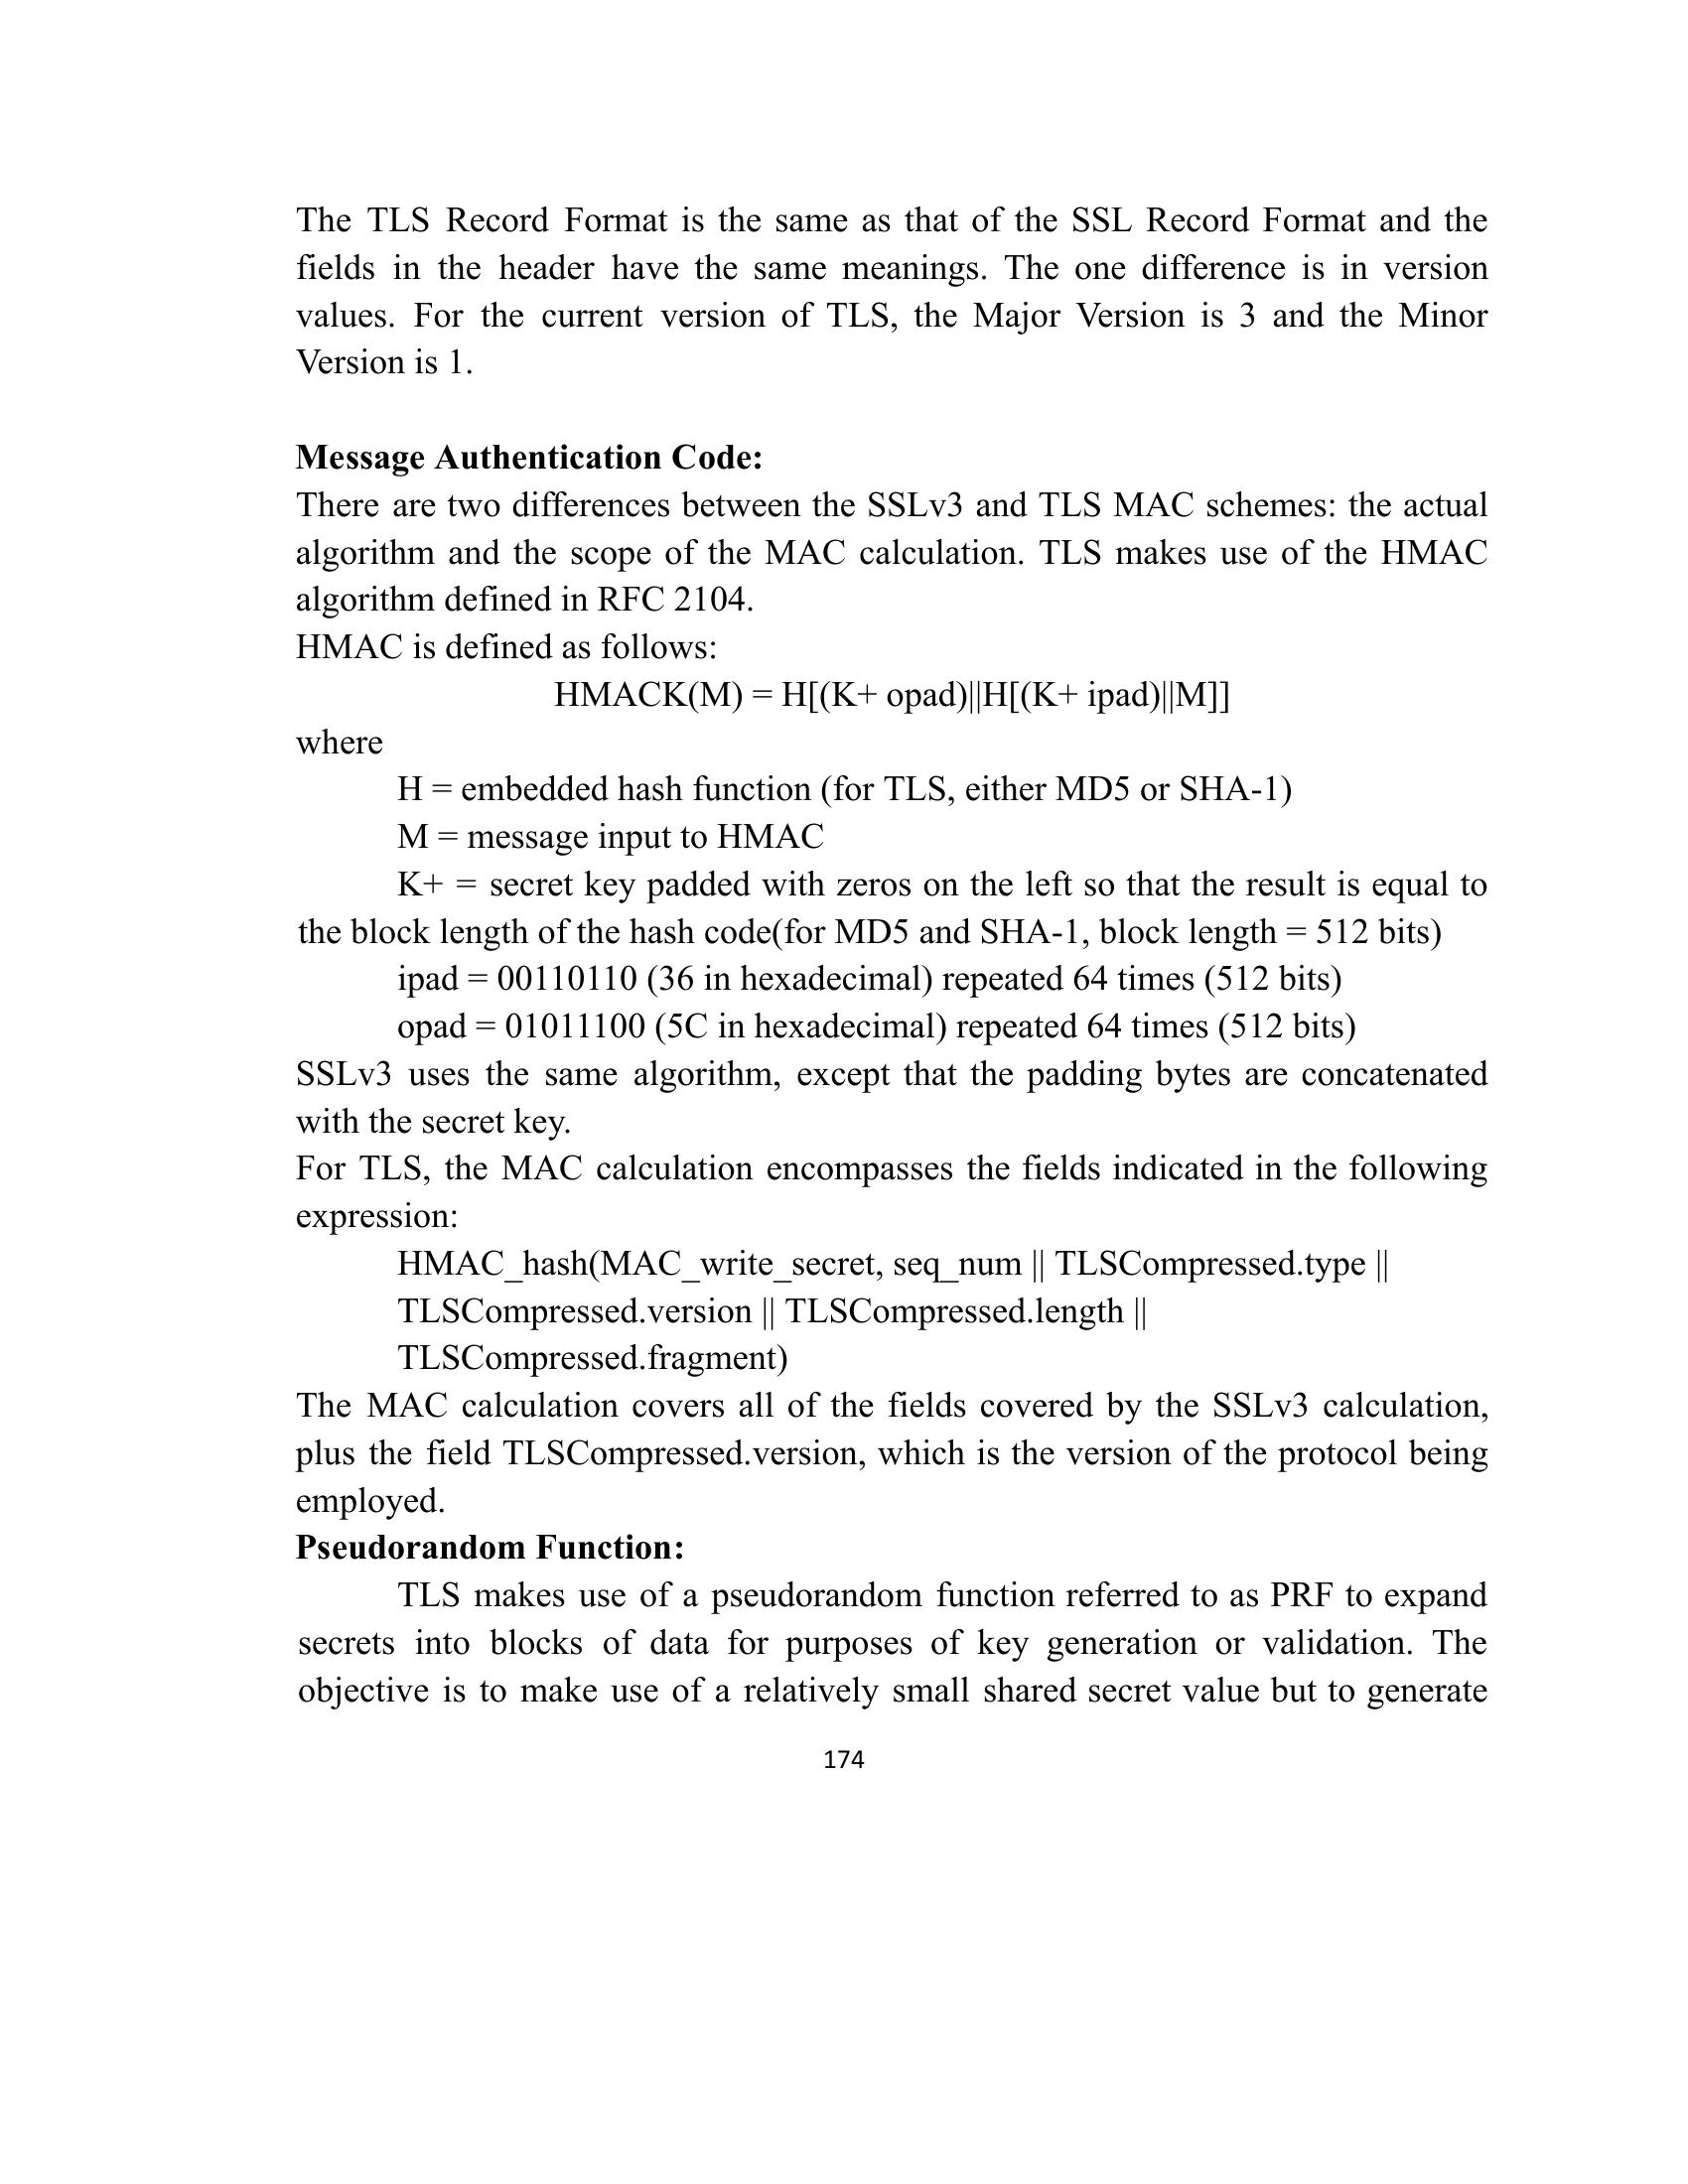 The TLS Record Format is the same as that of the SSL Record Format and the
fields in the header have the same meanings. The one difference is in version
values. For the current version of TLS, the Major Version is 3 and the Minor
Version is 1.
Message Authentication Code:
There are two differences between the SSLv3 and TLS MAC schemes: the actual
algorithm and the scope of the MAC calculation. TLS makes use of the HMAC
algorithm defined in RFC 2104.
HMAC is defined as follows:
HMACK(M) = H[(K+ opad)||H[(K+ ipad)||M]]
where
H = embedded hash function (for TLS, either MD5 or SHA-1)
M = message input to HMAC
K+ = secret key padded with zeros on the left so that the result is equal to
the block length of the hash code(for MD5 and SHA-1, block length = 512 bits)
ipad = 00110110 (36 in hexadecimal) repeated 64 times (512 bits)
opad = 01011100 (5C in hexadecimal) repeated 64 times (512 bits)
SSLv3 uses the same algorithm, except that the padding bytes are concatenated
with the secret key.
For TLS, the MAC calculation encompasses the fields indicated in the following
expression:
HMAC_hash(MAC_write_secret, seq_num || TLSCompressed.type ||
TLSCompressed.version || TLSCompressed.length ||
TLSCompressed.fragment)
The MAC calculation covers all of the fields covered by the SSLv3 calculation,
plus the field TLSCompressed.version, which is the version of the protocol being
employed.
Pseudorandom Function:
TLS makes use of a pseudorandom function referred to as PRF to expand
secrets into blocks of data for purposes of key generation or validation. The
objective is to make use of a relatively small shared secret value but to generate
174